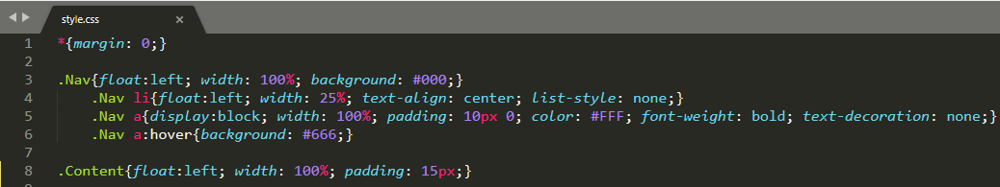 style.css ×
1 *{margin: 0;}
2
3 .Nav{float:left; width: 100%; background: #000;}
4 .Nav li{float:left; width: 25%; text-align: center; list-style: none;}
5 .Nav a{display:block; width: 100%; padding: 10px 0; color: #FFF; font-weight: bold; text-decoration: none;}
6 .Nav a:hover{background: #666;}
7
8 .Content{float:left; width: 100%; padding: 15px;}